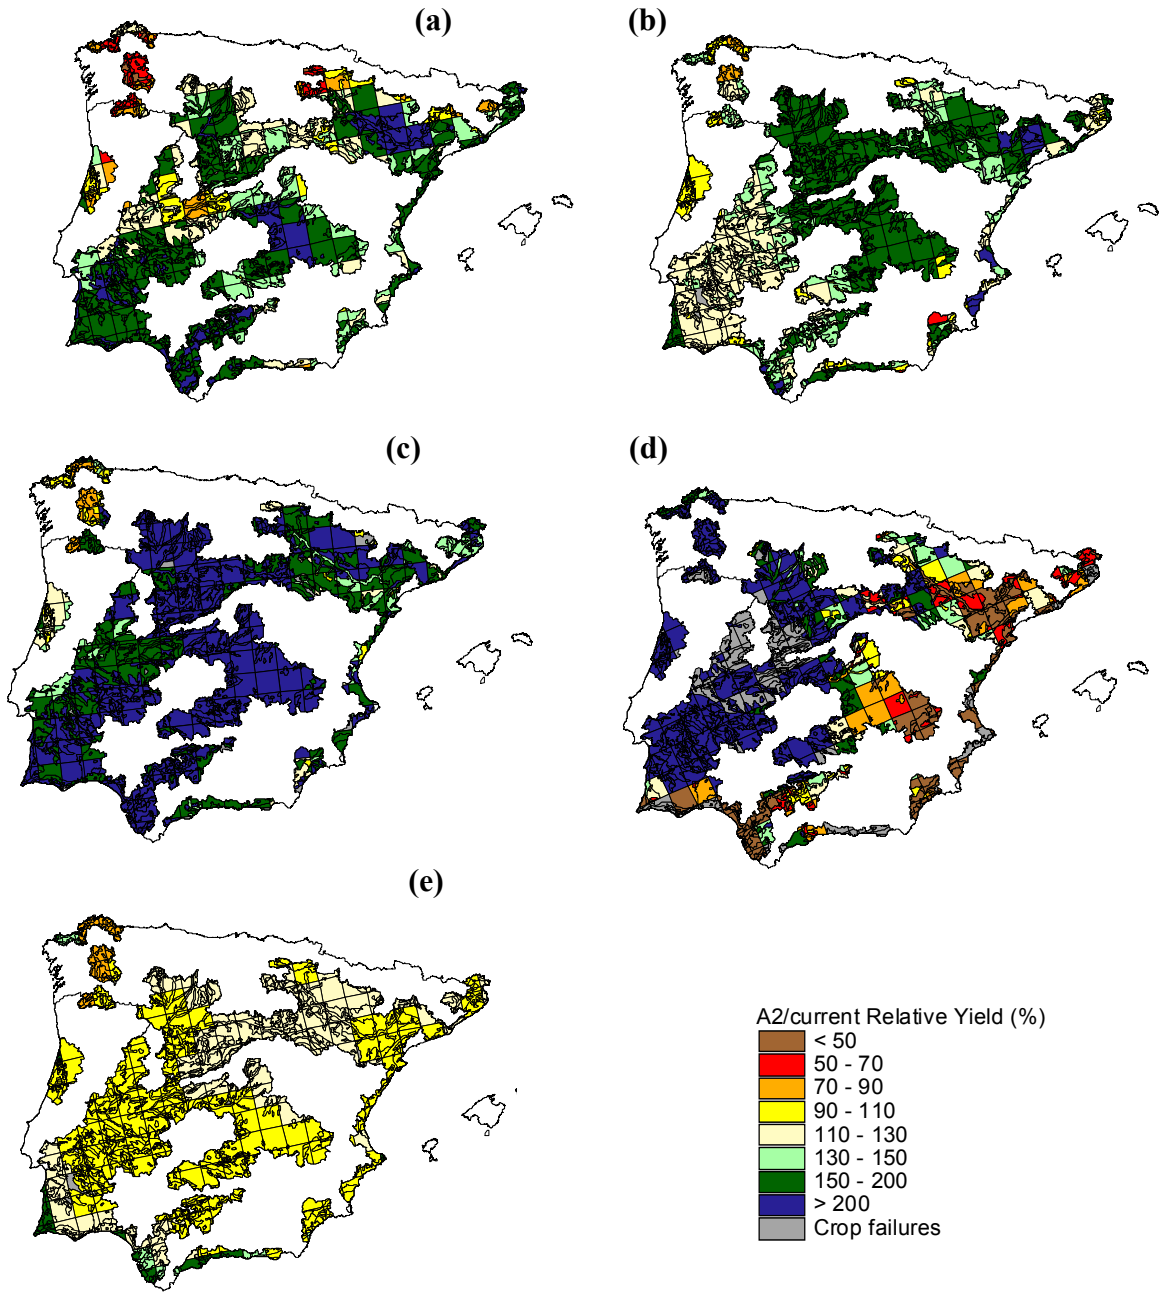 (a)
(b)
(c)
(d)
(e)
A2/current Relative Yield (%)
< 50
50 - 70
70 - 90
90 - 110
110 - 130
130 - 150
150 - 200
> 200
Crop failures